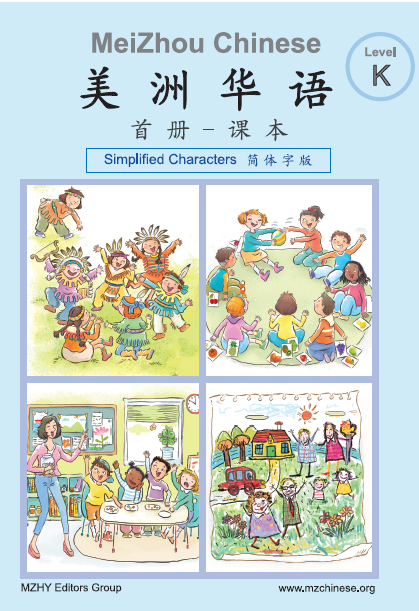 MeiZhou Chinese
Level
K
美洲华语
首册－课本
Simplified Characters 简体字版
MZHY Editors Group
www.mzchinese.org